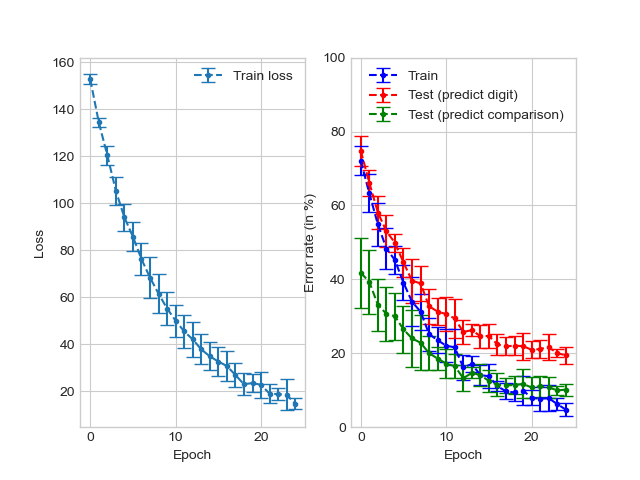 160
140
120
100
80
60
40
20
0
10
20
Loss
Epoch
Train loss
100
80
60
40
20
0
0
10
20
Error rate (in %)
Epoch
Train
Test (predict digit)
Test (predict comparison)